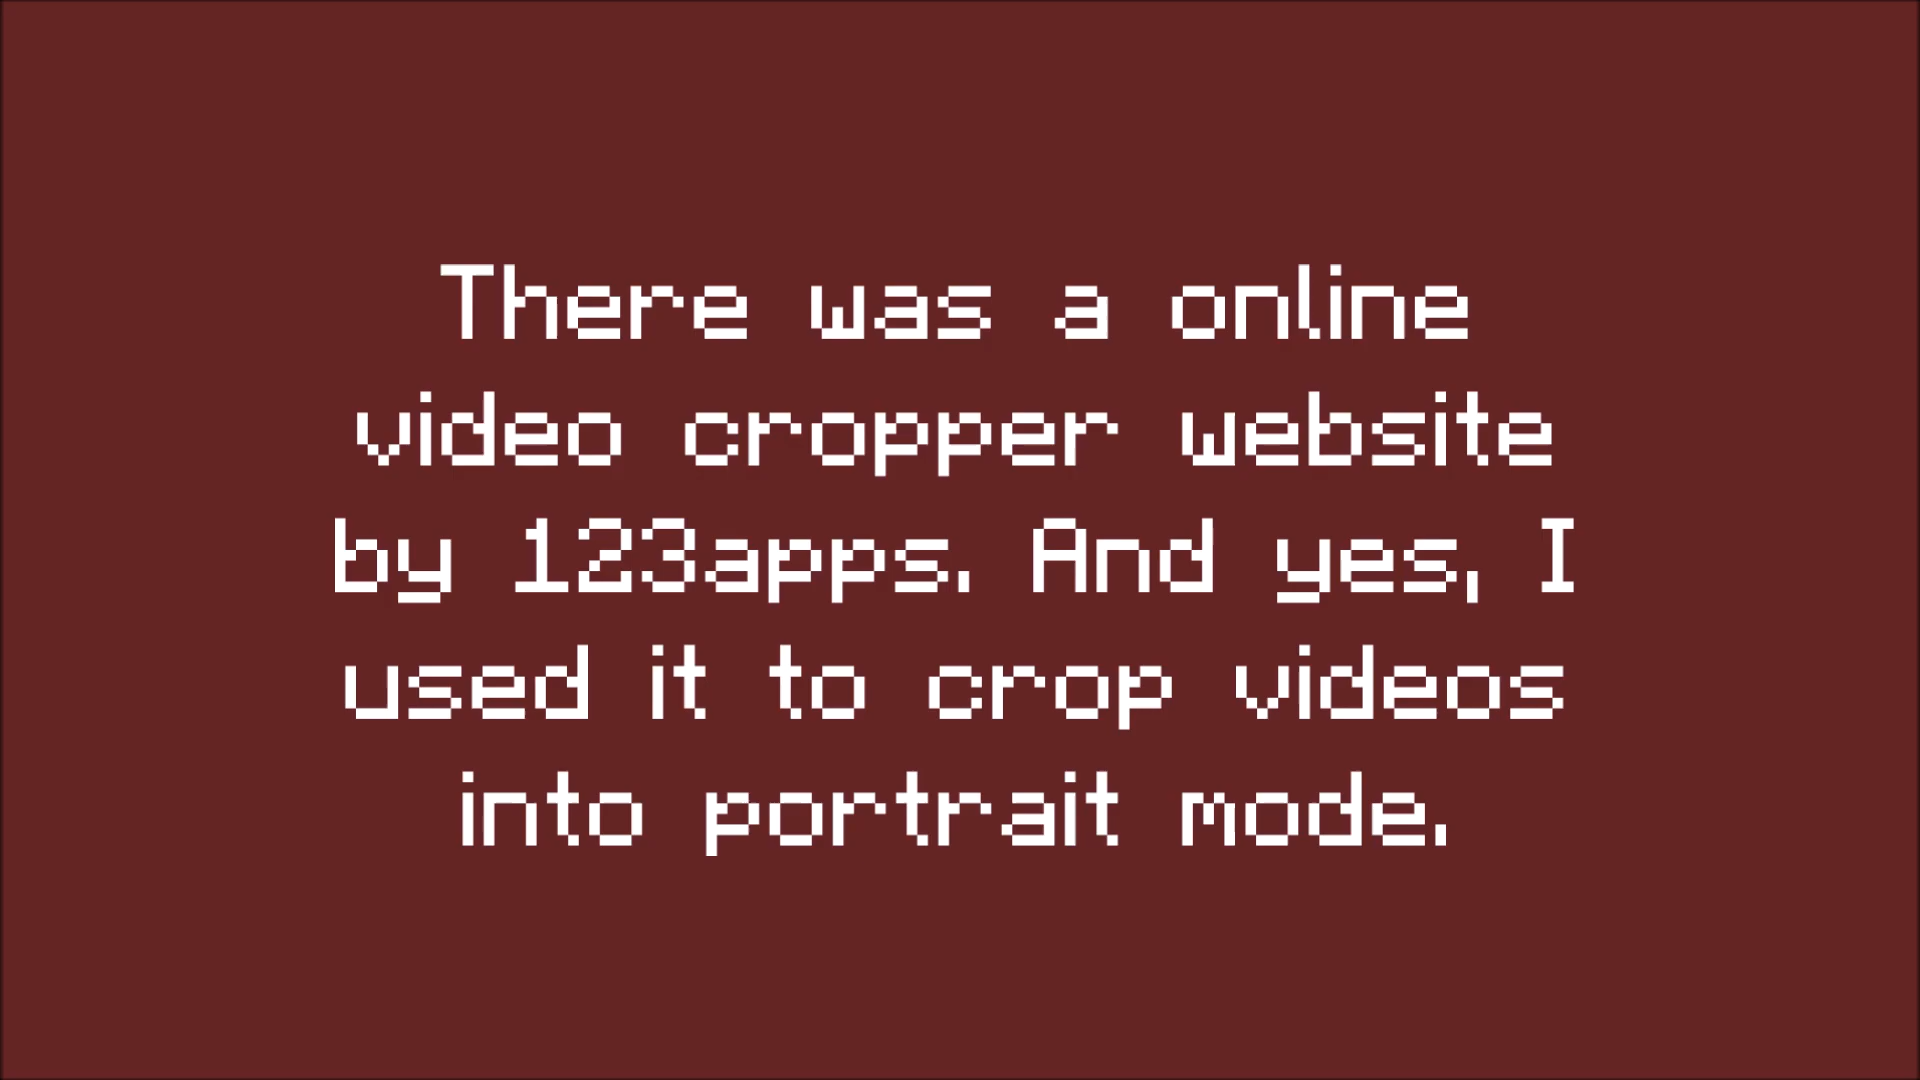 There was a online
video cropper website
by 123apps. And yes, I
used it to crop videos
into portrait mode.